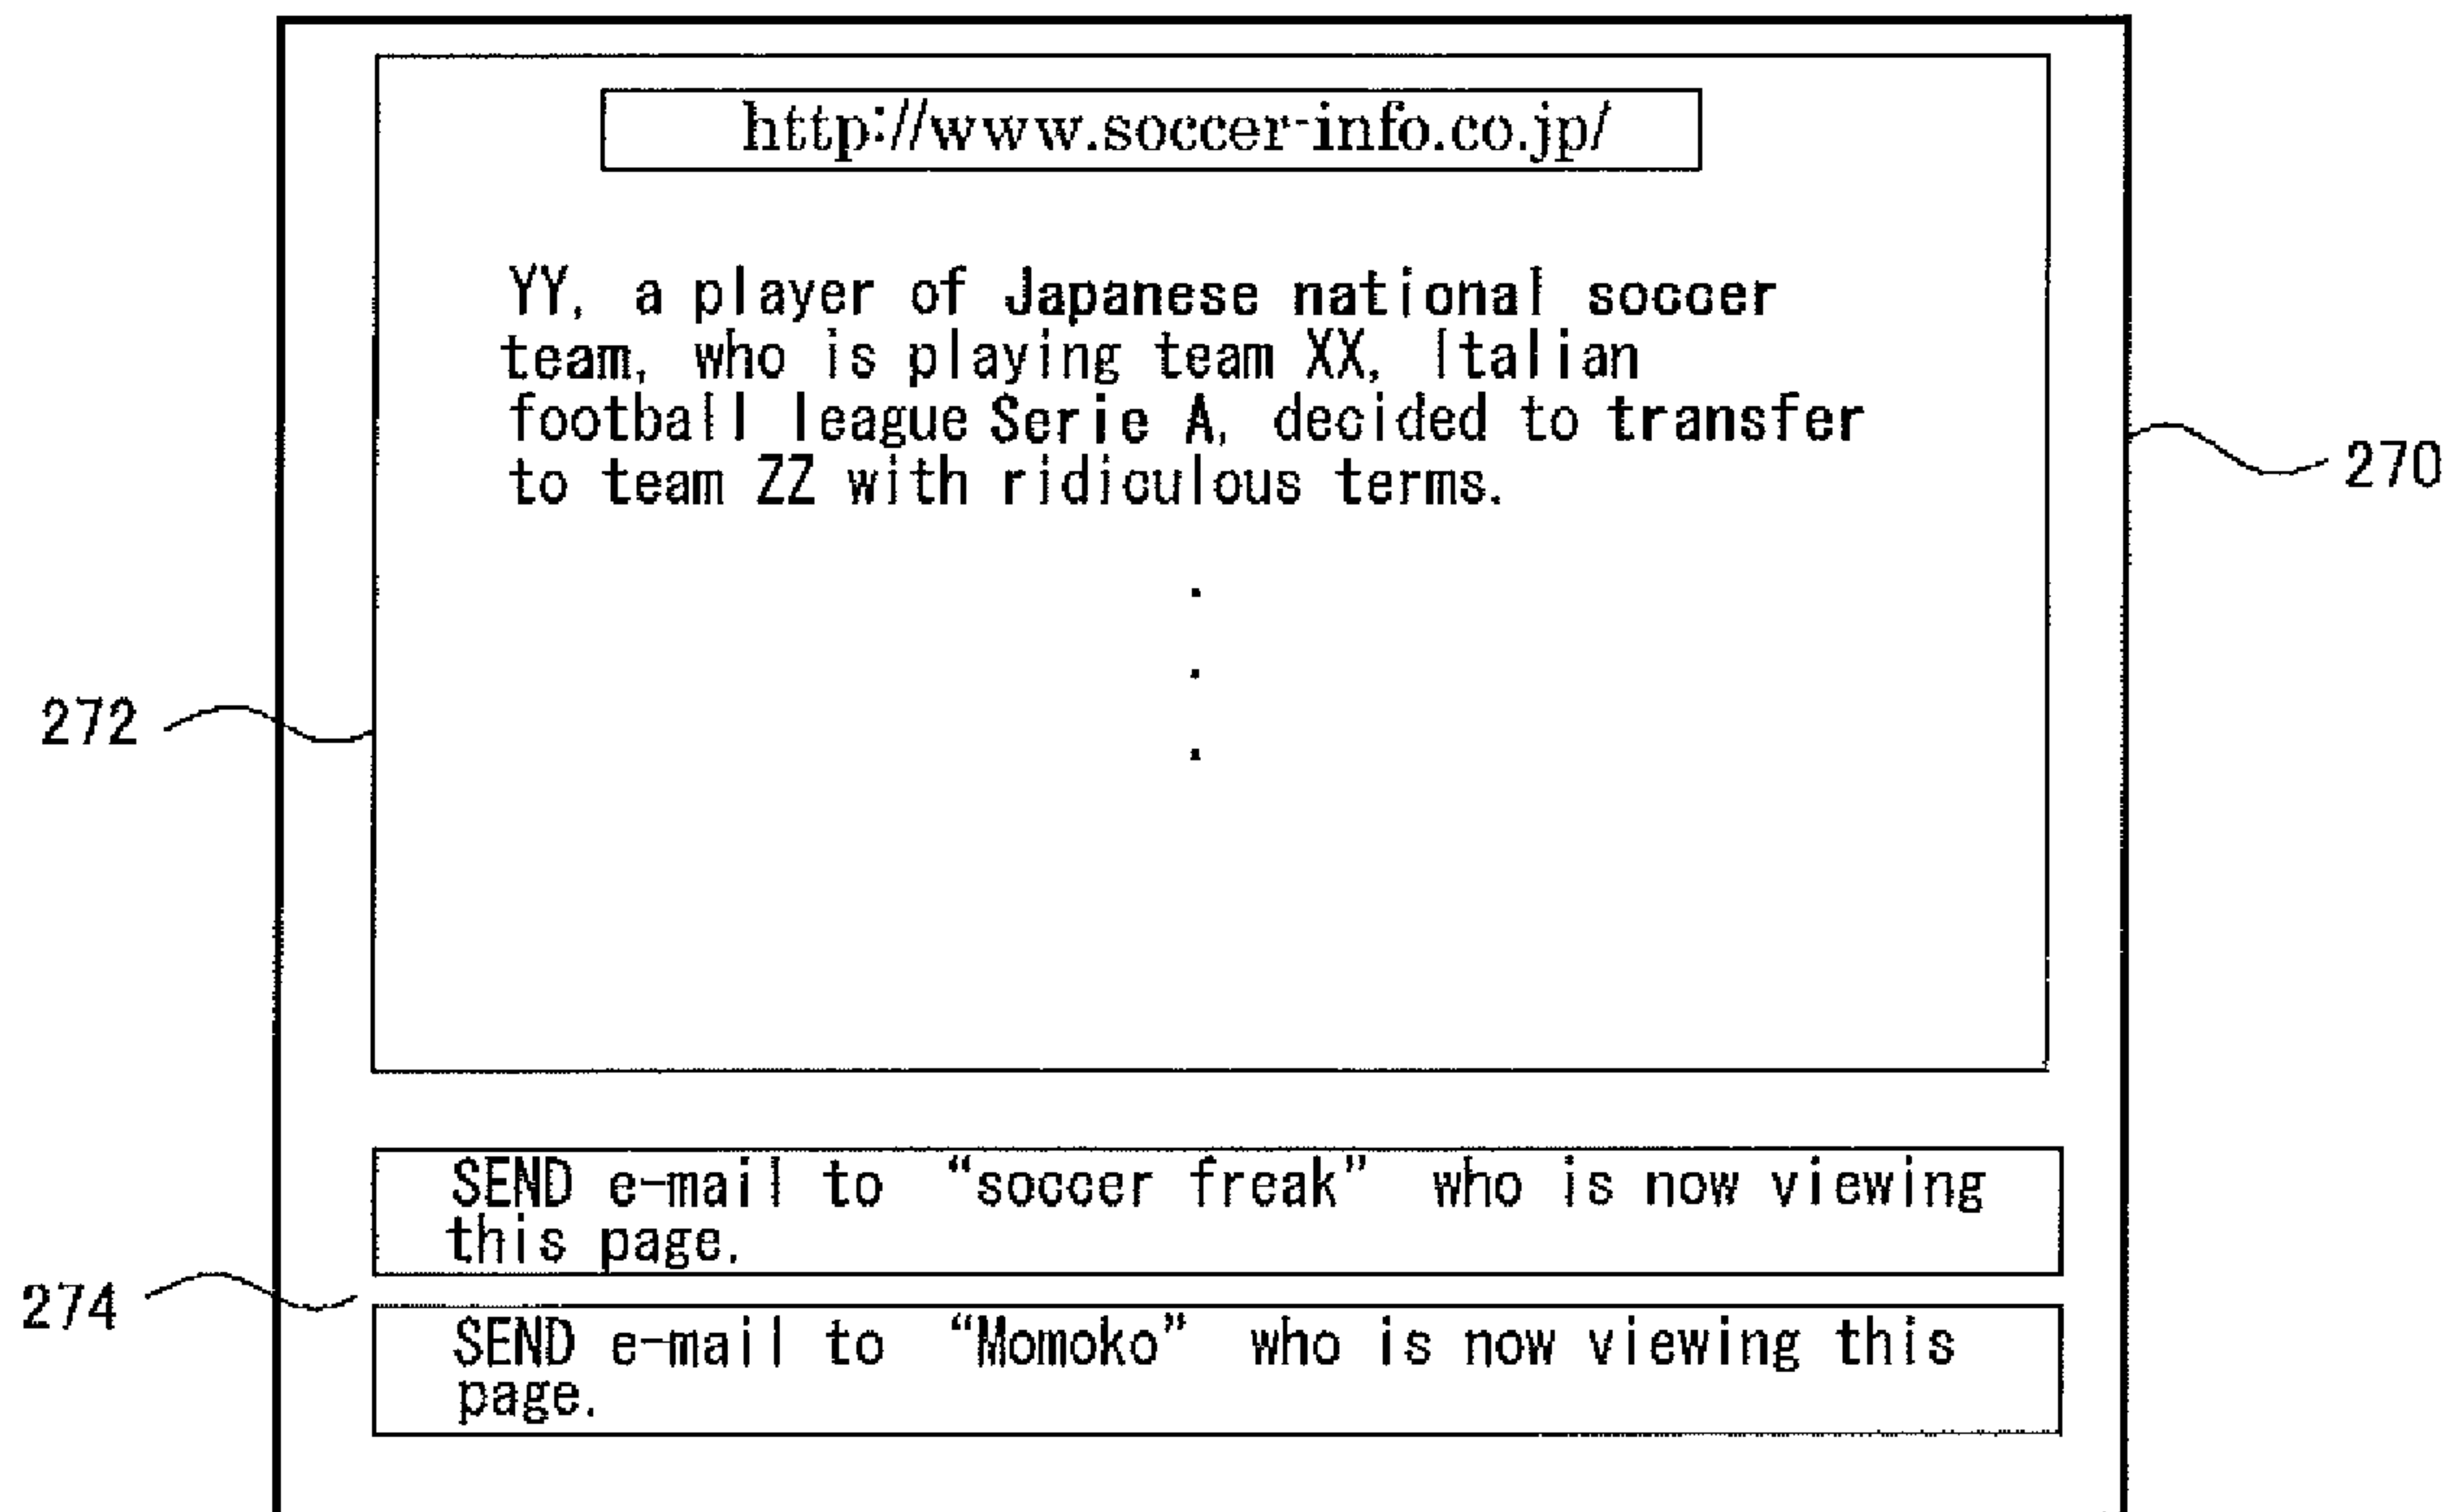 http://www.soccer-info.co.jp/
YY, a player of Japanese national soccer
team, who is playing team XX, Italian
football league Serie A, decided to transfer
to team ZZ with ridiculous terms.
270
272
SEND e-mail to "soccer freak" who is now viewing
this page.
274
SEND e-mail to "Momoko" who is now viewing this
page.